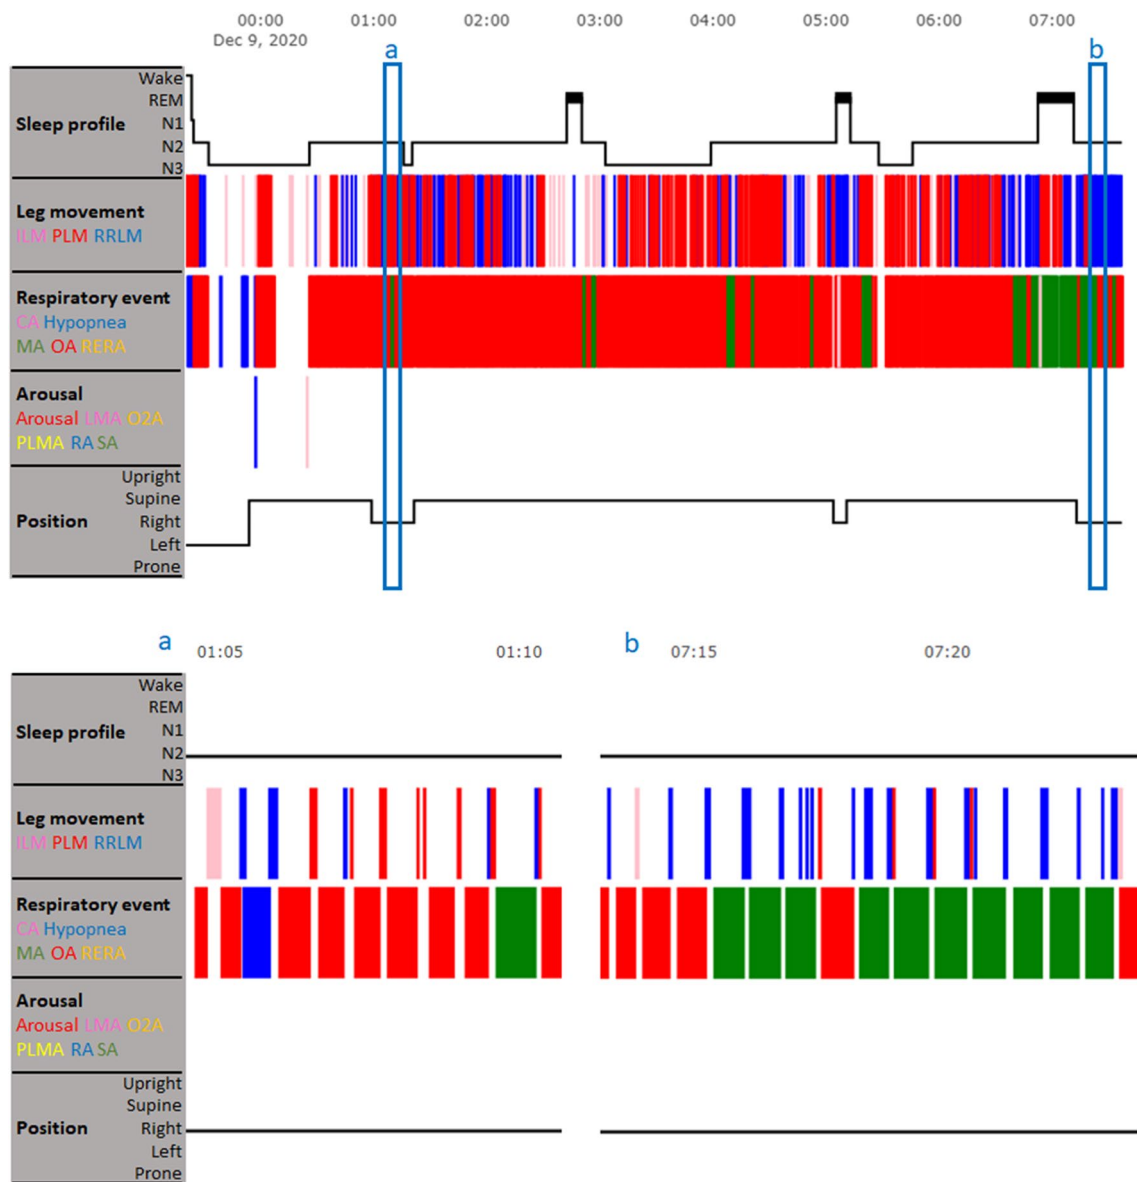 00:00 01:00 02:00 03:00 04:00 05:00 06:00 07:00
Dec 9, 2020
a
b
Sleep profile
Wake
REM
N1
N2
N3
Leg movement
ILM PLM RRLM
Respiratory event
CA Hypopnea
MA OA RERA
Arousal
Arousal LMA O2A
PLMA RA SA
Position
Upright
Supine
Right
Left
Prone
a
01:05 01:10
b
07:15 07:20
Sleep profile
Wake
REM
N1
N2
N3
Leg movement
ILM PLM RRLM
Respiratory event
CA Hypopnea
MA OA RERA
Arousal
Arousal LMA O2A
PLMA RA SA
Position
Upright
Supine
Right
Left
Prone